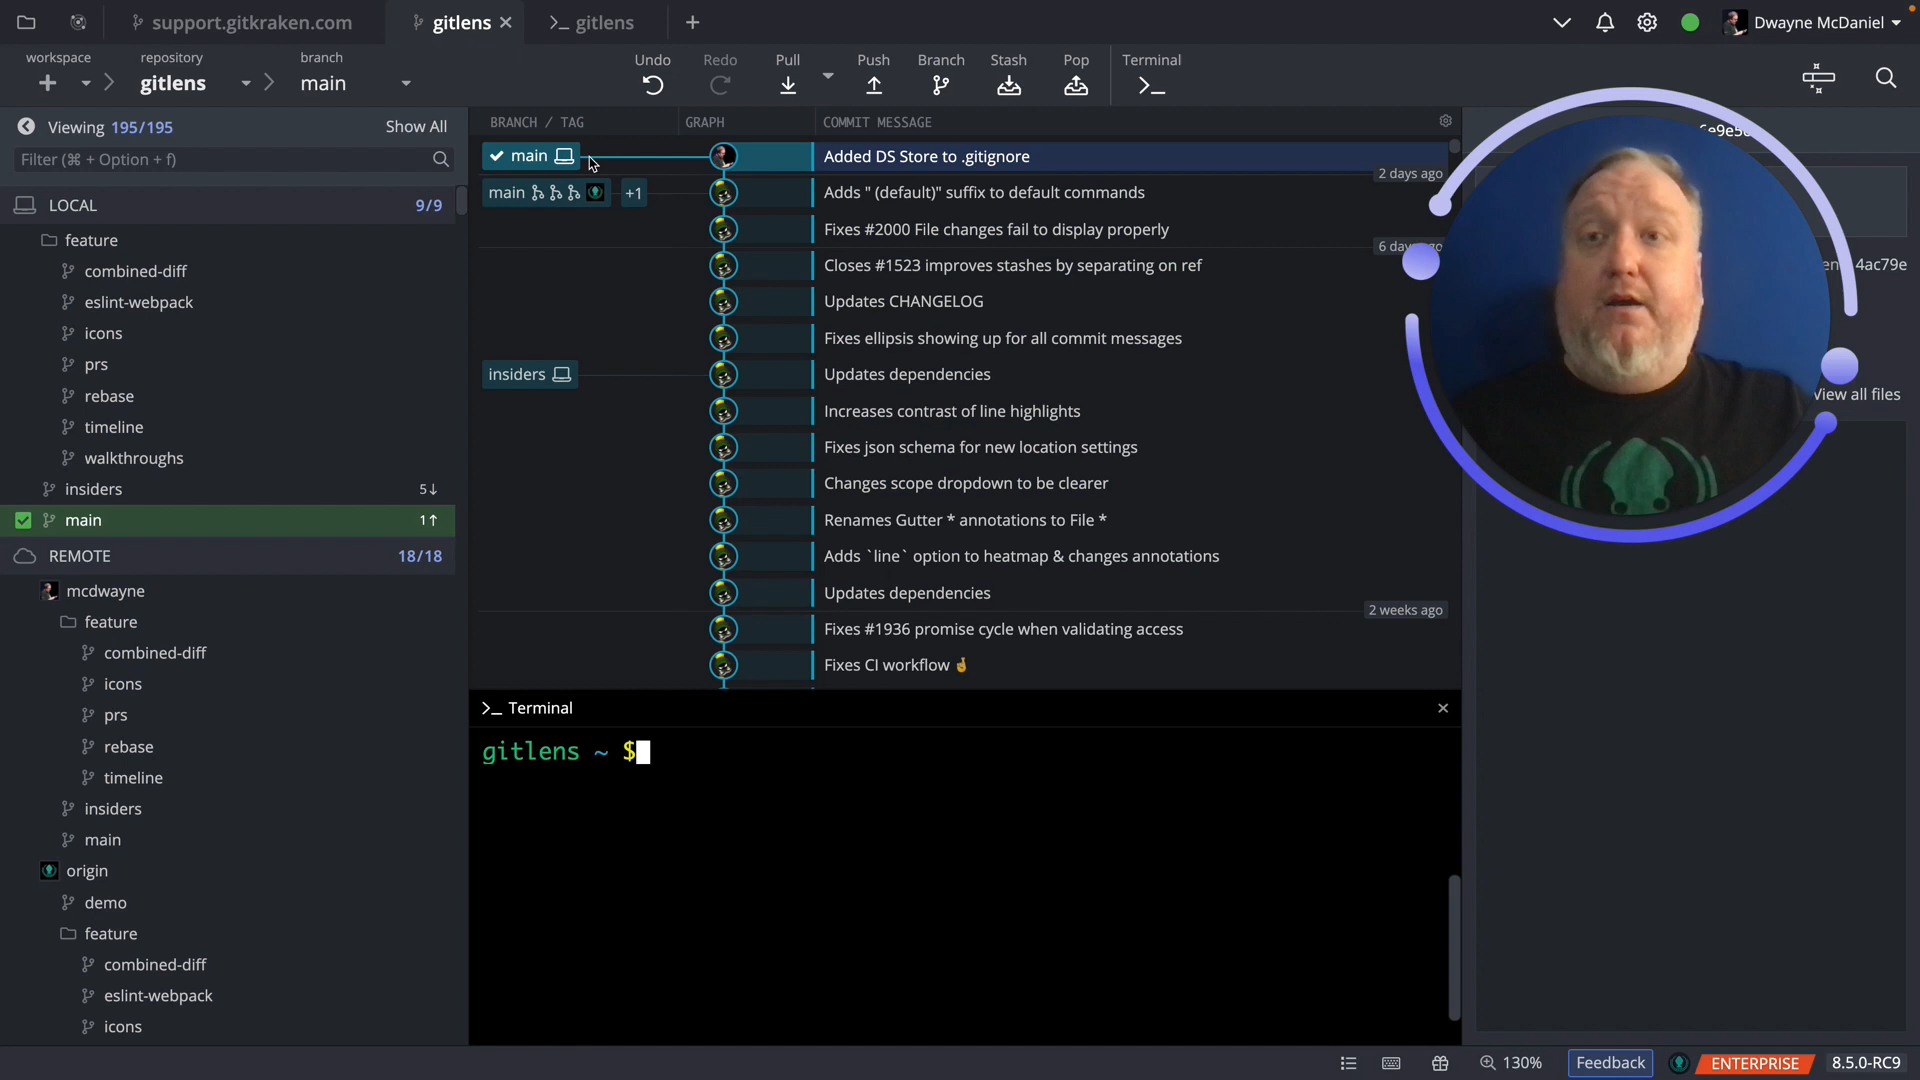 support.gitkraken.com
gitlens
gitlens
Dwayne McDaniel
workspace
repository
gitlens
branch
main
Undo
Redo
Pull
Push
Branch
Stash
Pop
Terminal
Viewing 195/195
Show All
Filter (⌘ + Option + f)
LOCAL 9/9
feature
combined-diff
eslint-webpack
icons
prs
rebase
timeline
walkthroughs
insiders 5↓
main 1↑
REMOTE 18/18
mcdwayne
feature
combined-diff
icons
prs
rebase
timeline
insiders
main
origin
demo
feature
combined-diff
eslint-webpack
icons
BRANCH / TAG GRAPH COMMIT MESSAGE
main Added DS Store to .gitignore
2 days ago
main +1 Adds " (default)" suffix to default commands
Fixes #2000 File changes fail to display properly
6 days ago
Closes #1523 improves stashes by separating on ref
Updates CHANGELOG
Fixes ellipsis showing up for all commit messages
insiders Updates dependencies
Increases contrast of line highlights
Fixes json schema for new location settings
Changes scope dropdown to be clearer
Renames Gutter * annotations to File *
Adds `line` option to heatmap & changes annotations
Updates dependencies
2 weeks ago
Fixes #1936 promise cycle when validating access
Fixes CI workflow 🤞
>_ Terminal
gitlens ~ $
4ac79e
View all files
130%
Feedback
ENTERPRISE
8.5.0-RC9